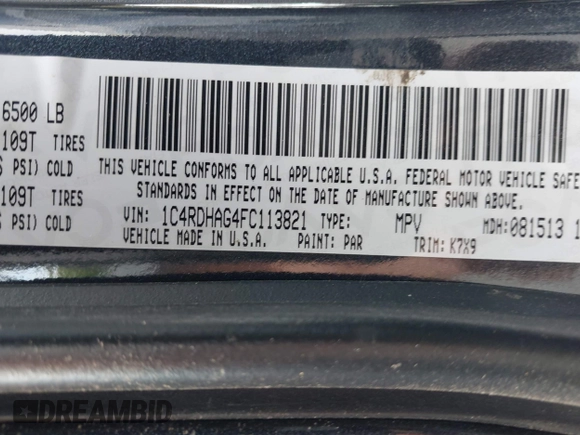 6500 LB
109T TIRES
PSI) COLD
109T TIRES
PSI) COLD
THIS VEHICLE CONFORMS TO ALL APPLICABLE U.S.A. FEDERAL MOTOR VEHICLE SAFE
STANDARDS IN EFFECT ON THE DATE OF MANUFACTURE SHOWN ABOVE.
VIN: 1C4RDHAG4FC113821 TYPE: MPV MDH:081513 1
VEHICLE MADE IN U.S.A. PAINT: PAR TRIM: K7X9
DREAMBID